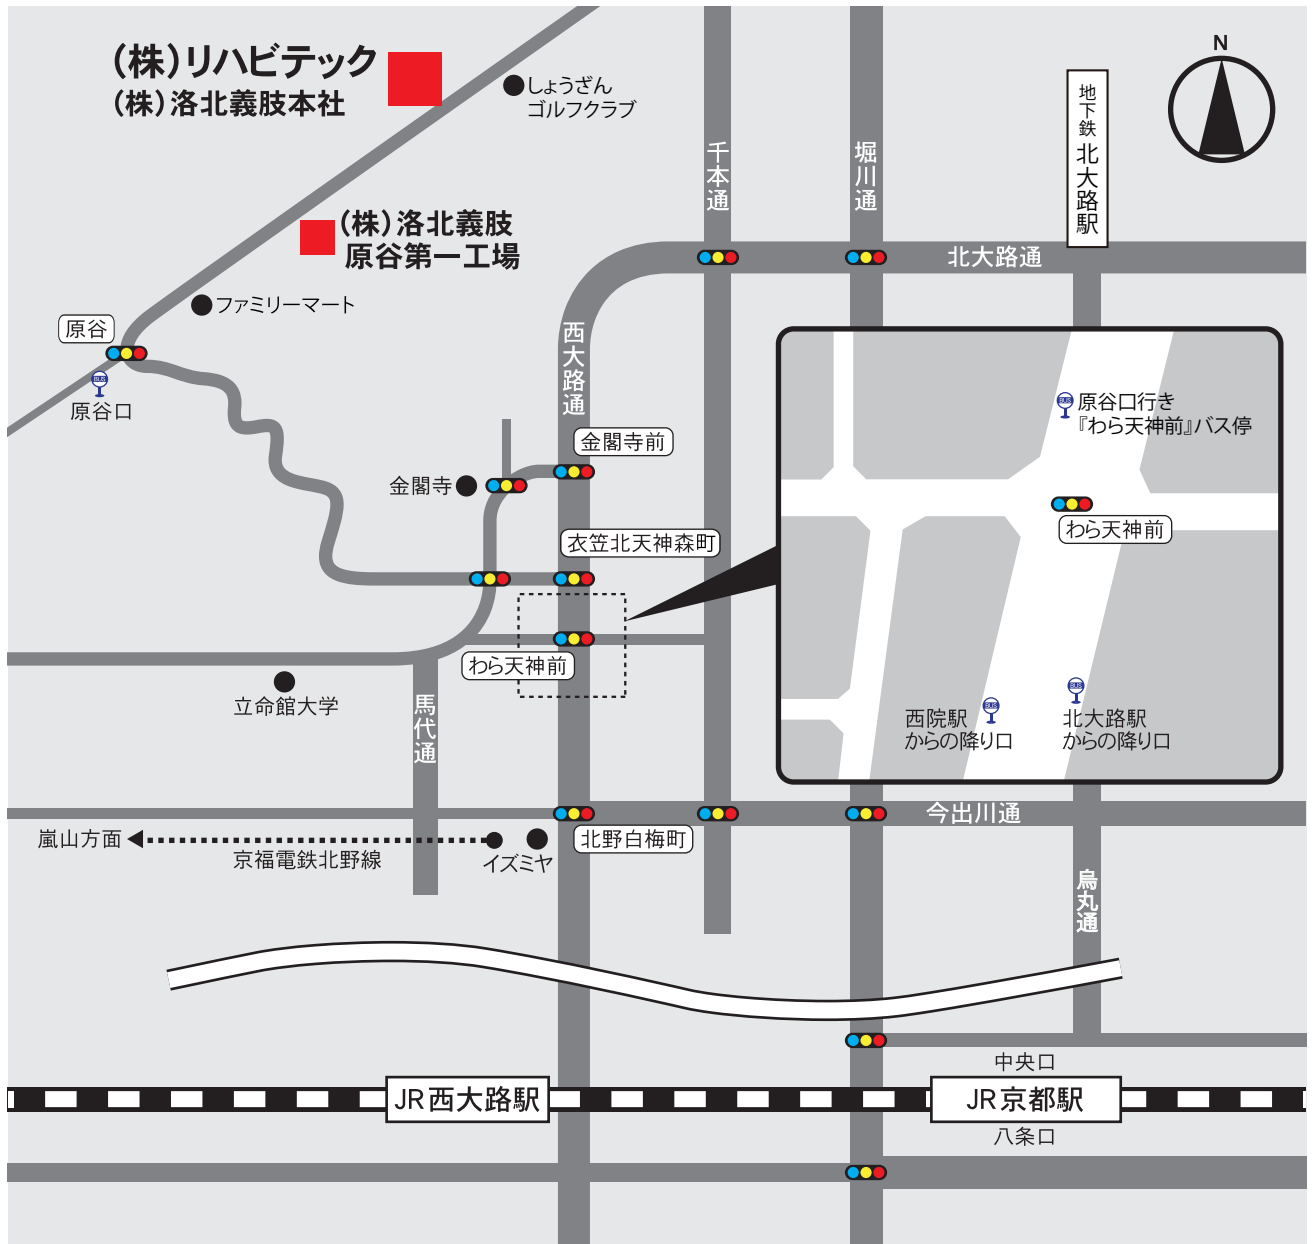 N
(株)リハビテック
(株)洛北義肢本社
しょうざん
ゴルフクラブ
地下鉄 北大路駅
千本通
堀川通
(株)洛北義肢
原谷第一工場
北大路通
ファミリーマート
原谷
BUS
原谷口
西大路通
BUS
原谷口行き
『わら天神前』バス停
金閣寺前
金閣寺
わら天神前
衣笠北天神森町
わら天神前
立命館大学
馬代通
BUS
西院駅
からの降り口
BUS
北大路駅
からの降り口
今出川通
嵐山方面
京福電鉄北野線
イズミヤ
北野白梅町
烏丸通
中央口
JR西大路駅
JR京都駅
八条口